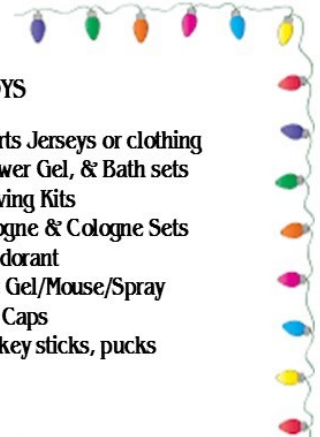 OYS
rts Jerseys or clothing
wer Gel, & Bath sets
ving Kits
ogne & Cologne Sets
dorant
Gel/Mouse/Spray
Caps
key sticks, pucks